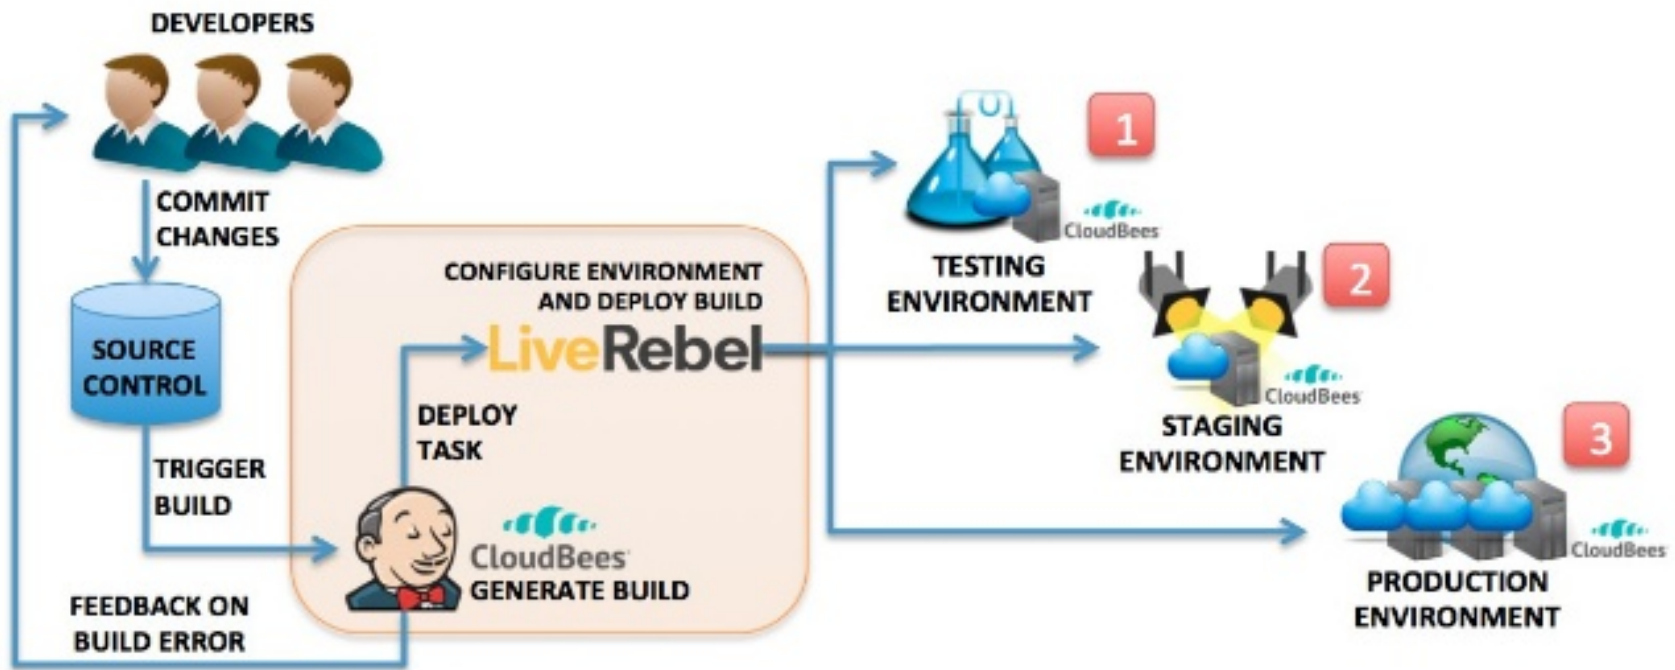 DEVELOPERS
COMMIT
CHANGES
SOURCE
CONTROL
TRIGGER
BUILD
FEEDBACK ON
BUILD ERROR
CONFIGURE ENVIRONMENT
AND DEPLOY BUILD
LiveRebel
DEPLOY
TASK
CloudBees
GENERATE BUILD
1
CloudBees
TESTING
ENVIRONMENT
2
CloudBees
STAGING
ENVIRONMENT
3
CloudBees
PRODUCTION
ENVIRONMENT